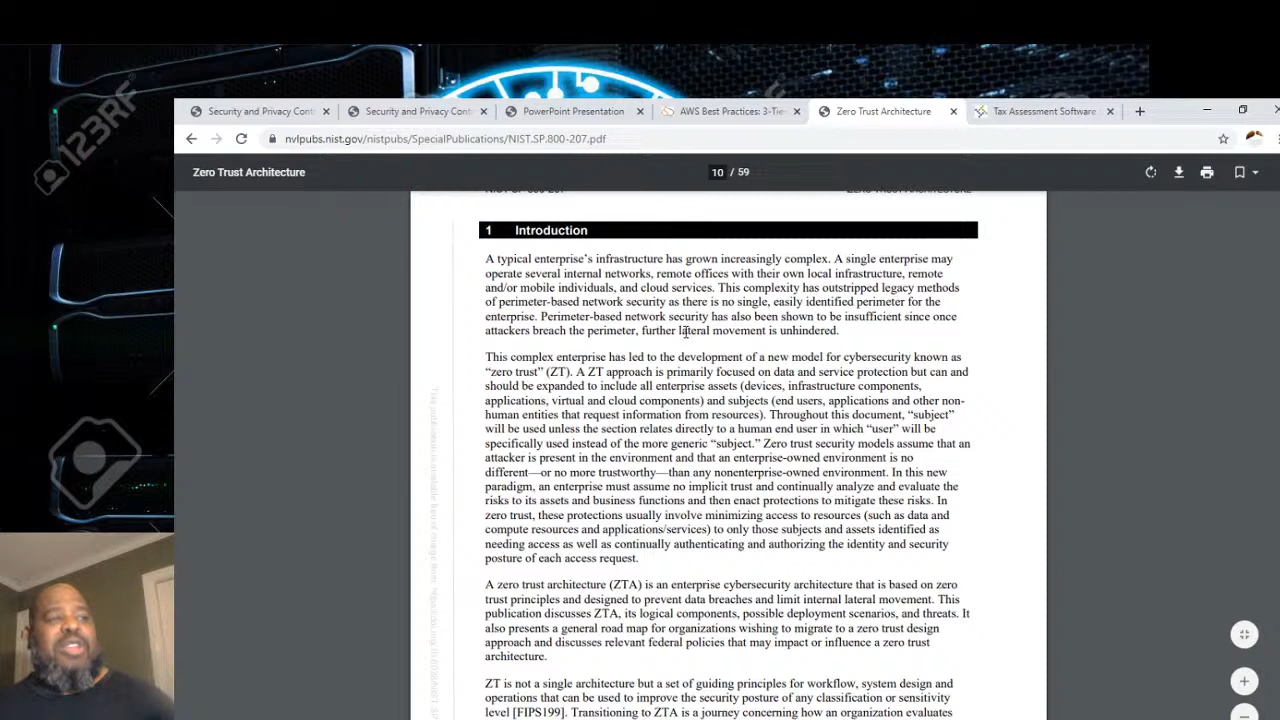 123RF
123RF
Security and Privacy Cont
Security and Privacy Cont
PowerPoint Presentation
AWS Best Practices: 3-Tie
Zero Trust Architecture
Tax Assessment Software
nvlpubs.nist.gov/nistpubs/SpecialPublications/NIST.SP.800-207.pdf
Zero Trust Architecture
10 / 59
NIST SP 800-207
ZERO TRUST ARCHITECTURE
1 Introduction
A typical enterprise’s infrastructure has grown increasingly complex. A single enterprise may
operate several internal networks, remote offices with their own local infrastructure, remote
and/or mobile individuals, and cloud services. This complexity has outstripped legacy methods
of perimeter-based network security as there is no single, easily identified perimeter for the
enterprise. Perimeter-based network security has also been shown to be insufficient since once
attackers breach the perimeter, further lateral movement is unhindered.
This complex enterprise has led to the development of a new model for cybersecurity known as
“zero trust” (ZT). A ZT approach is primarily focused on data and service protection but can and
should be expanded to include all enterprise assets (devices, infrastructure components,
applications, virtual and cloud components) and subjects (end users, applications and other non-
human entities that request information from resources). Throughout this document, “subject”
will be used unless the section relates directly to a human end user in which “user” will be
specifically used instead of the more generic “subject.” Zero trust security models assume that an
attacker is present in the environment and that an enterprise-owned environment is no
different—or no more trustworthy—than any nonenterprise-owned environment. In this new
paradigm, an enterprise must assume no implicit trust and continually analyze and evaluate the
risks to its assets and business functions and then enact protections to mitigate these risks. In
zero trust, these protections usually involve minimizing access to resources (such as data and
compute resources and applications/services) to only those subjects and assets identified as
needing access as well as continually authenticating and authorizing the identity and security
posture of each access request.
A zero trust architecture (ZTA) is an enterprise cybersecurity architecture that is based on zero
trust principles and designed to prevent data breaches and limit internal lateral movement. This
publication discusses ZTA, its logical components, possible deployment scenarios, and threats. It
also presents a general road map for organizations wishing to migrate to a zero trust design
approach and discusses relevant federal policies that may impact or influence a zero trust
architecture.
ZT is not a single architecture but a set of guiding principles for workflow, system design and
operations that can be used to improve the security posture of any classification or sensitivity
level [FIPS199]. Transitioning to ZTA is a journey concerning how an organization evaluates